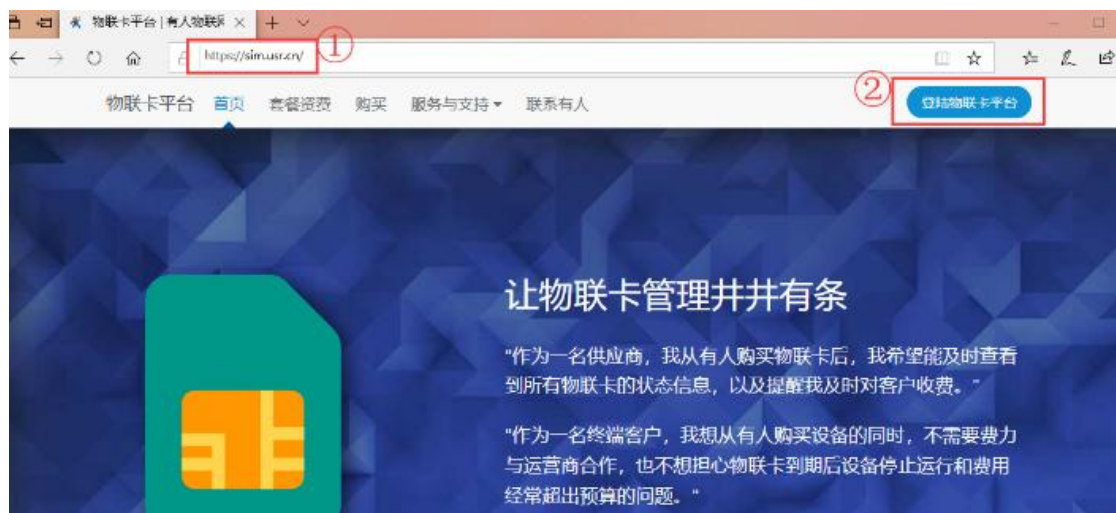 物联卡平台|有人物联网
https://sim.usr.cn/
①
物联卡平台 首页 套餐资费 购买 服务与支持 联系有人
②
登陆物联卡平台
让物联卡管理井井有条
"作为一名供应商，我从有人购买物联卡后，我希望能及时查看
到所有物联卡的状态信息，以及提醒我及时对客户收费。"
"作为一名终端客户，我想从有人购买设备的同时，不需要费力
与运营商合作，也不想担心物联卡到期后设备停止运行和费用
经常超出预算的问题。"